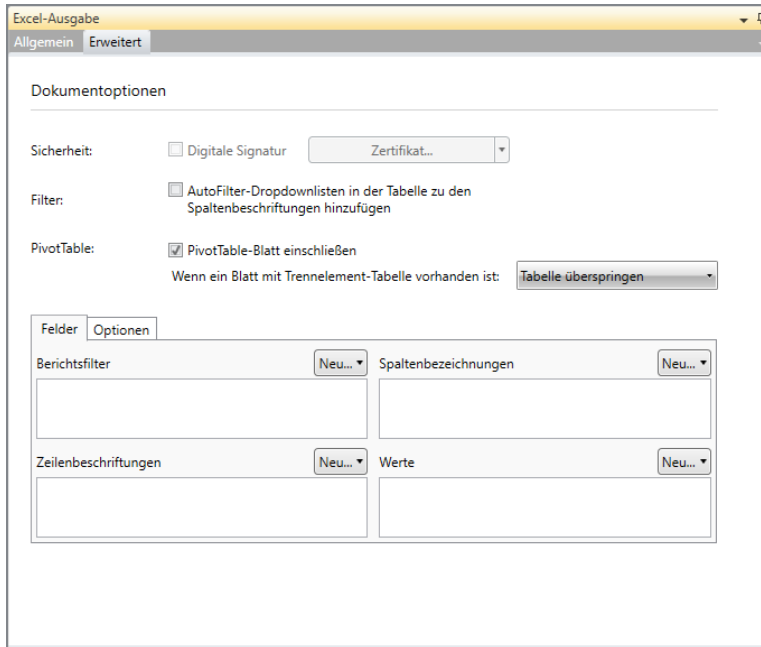 Excel-Ausgabe
Allgemein Erweitert
Dokumentoptionen
Sicherheit: Digitale Signatur Zertifikat...
Filter: AutoFilter-Dropdownlisten in der Tabelle zu den
Spaltenbeschriftungen hinzufügen
PivotTable: PivotTable-Blatt einschließen
Wenn ein Blatt mit Trennelement-Tabelle vorhanden ist: Tabelle überspringen
Felder Optionen
Berichtsfilter Neu... Spaltenbezeichnungen Neu...
Zeilenbeschriftungen Neu... Werte Neu...